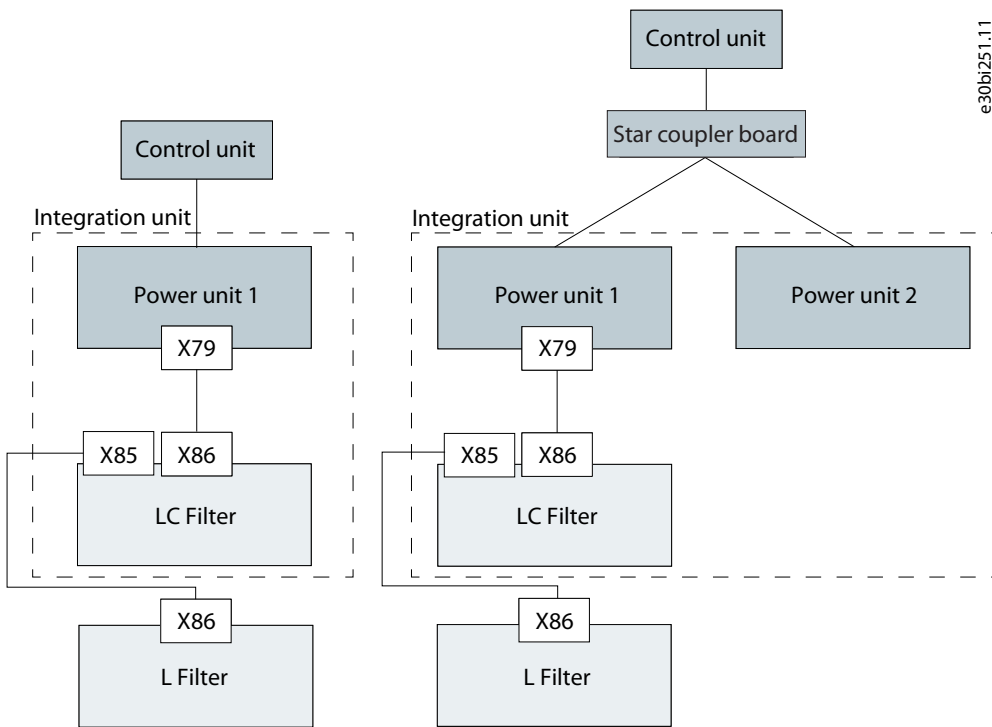 Control unit
Integration unit
Power unit 1
X79
X85
X86
LC Filter
X86
L Filter
Control unit
Star coupler board
Integration unit
Power unit 1
Power unit 2
X79
X85
X86
LC Filter
X86
L Filter
e30bi251.11